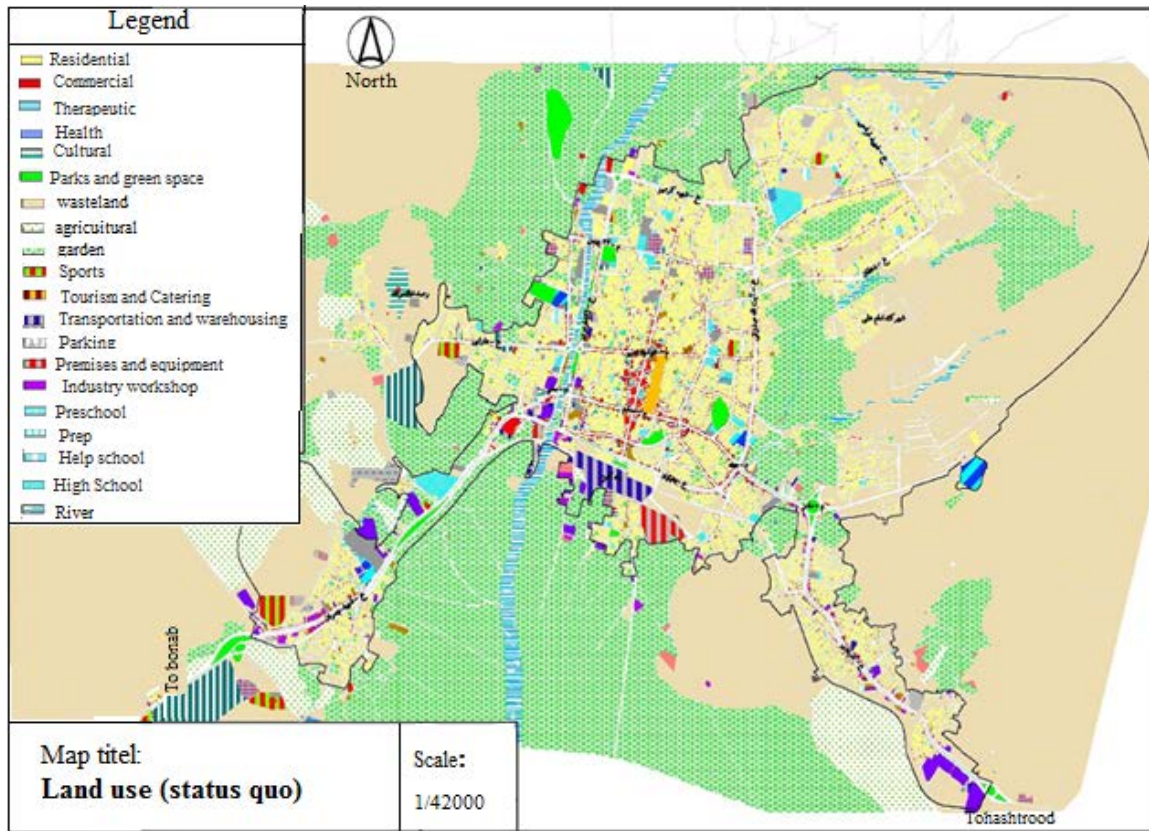 Legend
Residential
Commercial
Therapeutic
Health
Cultural
Parks and green space
wasteland
agricuitural
garden
Sports
Tourism and Catering
Transportation and warehousing
Parking
Premises and equipment
Industry workshop
Preschool
Prep
Help school
High School
River
North
To bonab
Tohashtrood
Map titel:
Land use (status quo)
Scale:
1/42000